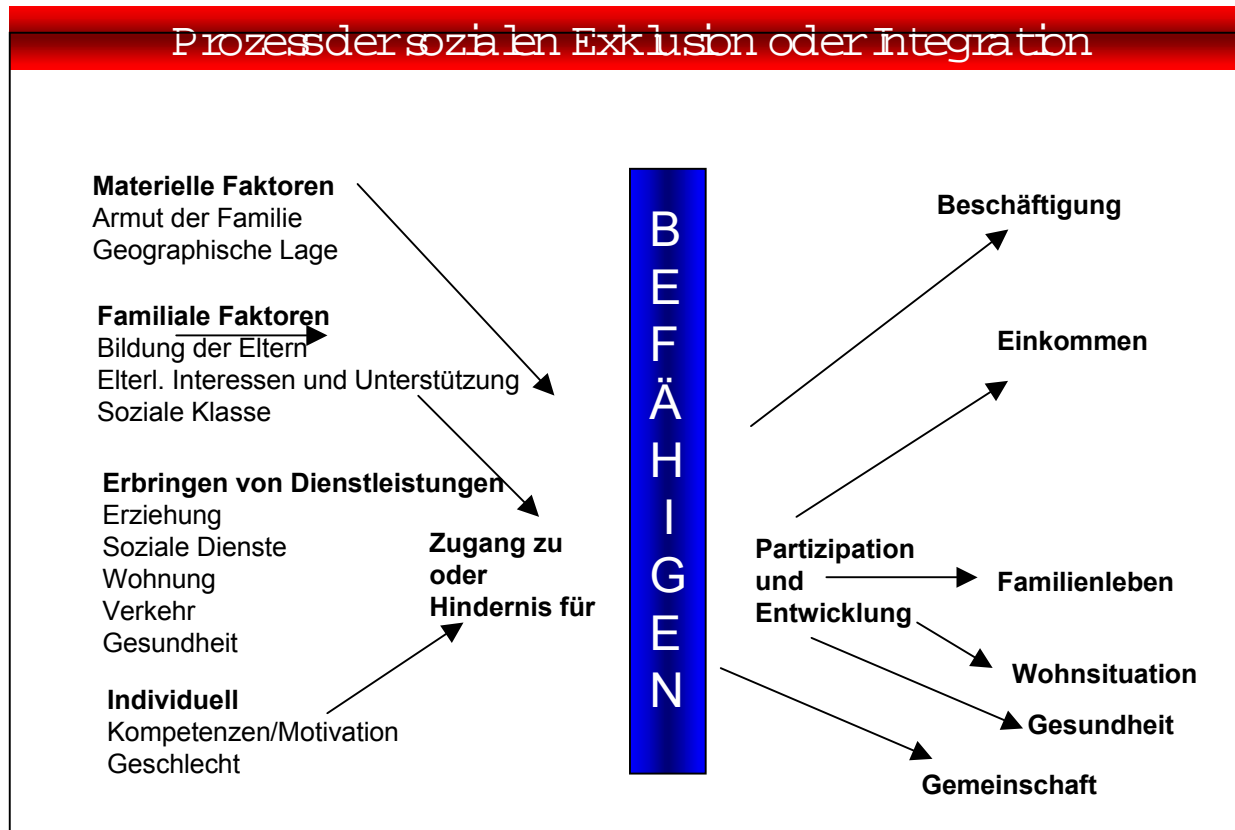 Prozess der sozialen Exklusion oder Integration
Materielle Faktoren
Armut der Familie
Geographische Lage
Familiale Faktoren
Bildung der Eltern
Elterl. Interessen und Unterstützung
Soziale Klasse
Erbringen von Dienstleistungen
Erziehung
Soziale Dienste
Wohnung
Verkehr
Gesundheit
Individuell
Kompetenzen/Motivation
Geschlecht
Zugang zu
oder
Hindernis für
B
E
F
Ä
H
I
G
E
N
Partizipation
und
Entwicklung
Beschäftigung
Einkommen
Familienleben
Wohnsituation
Gesundheit
Gemeinschaft